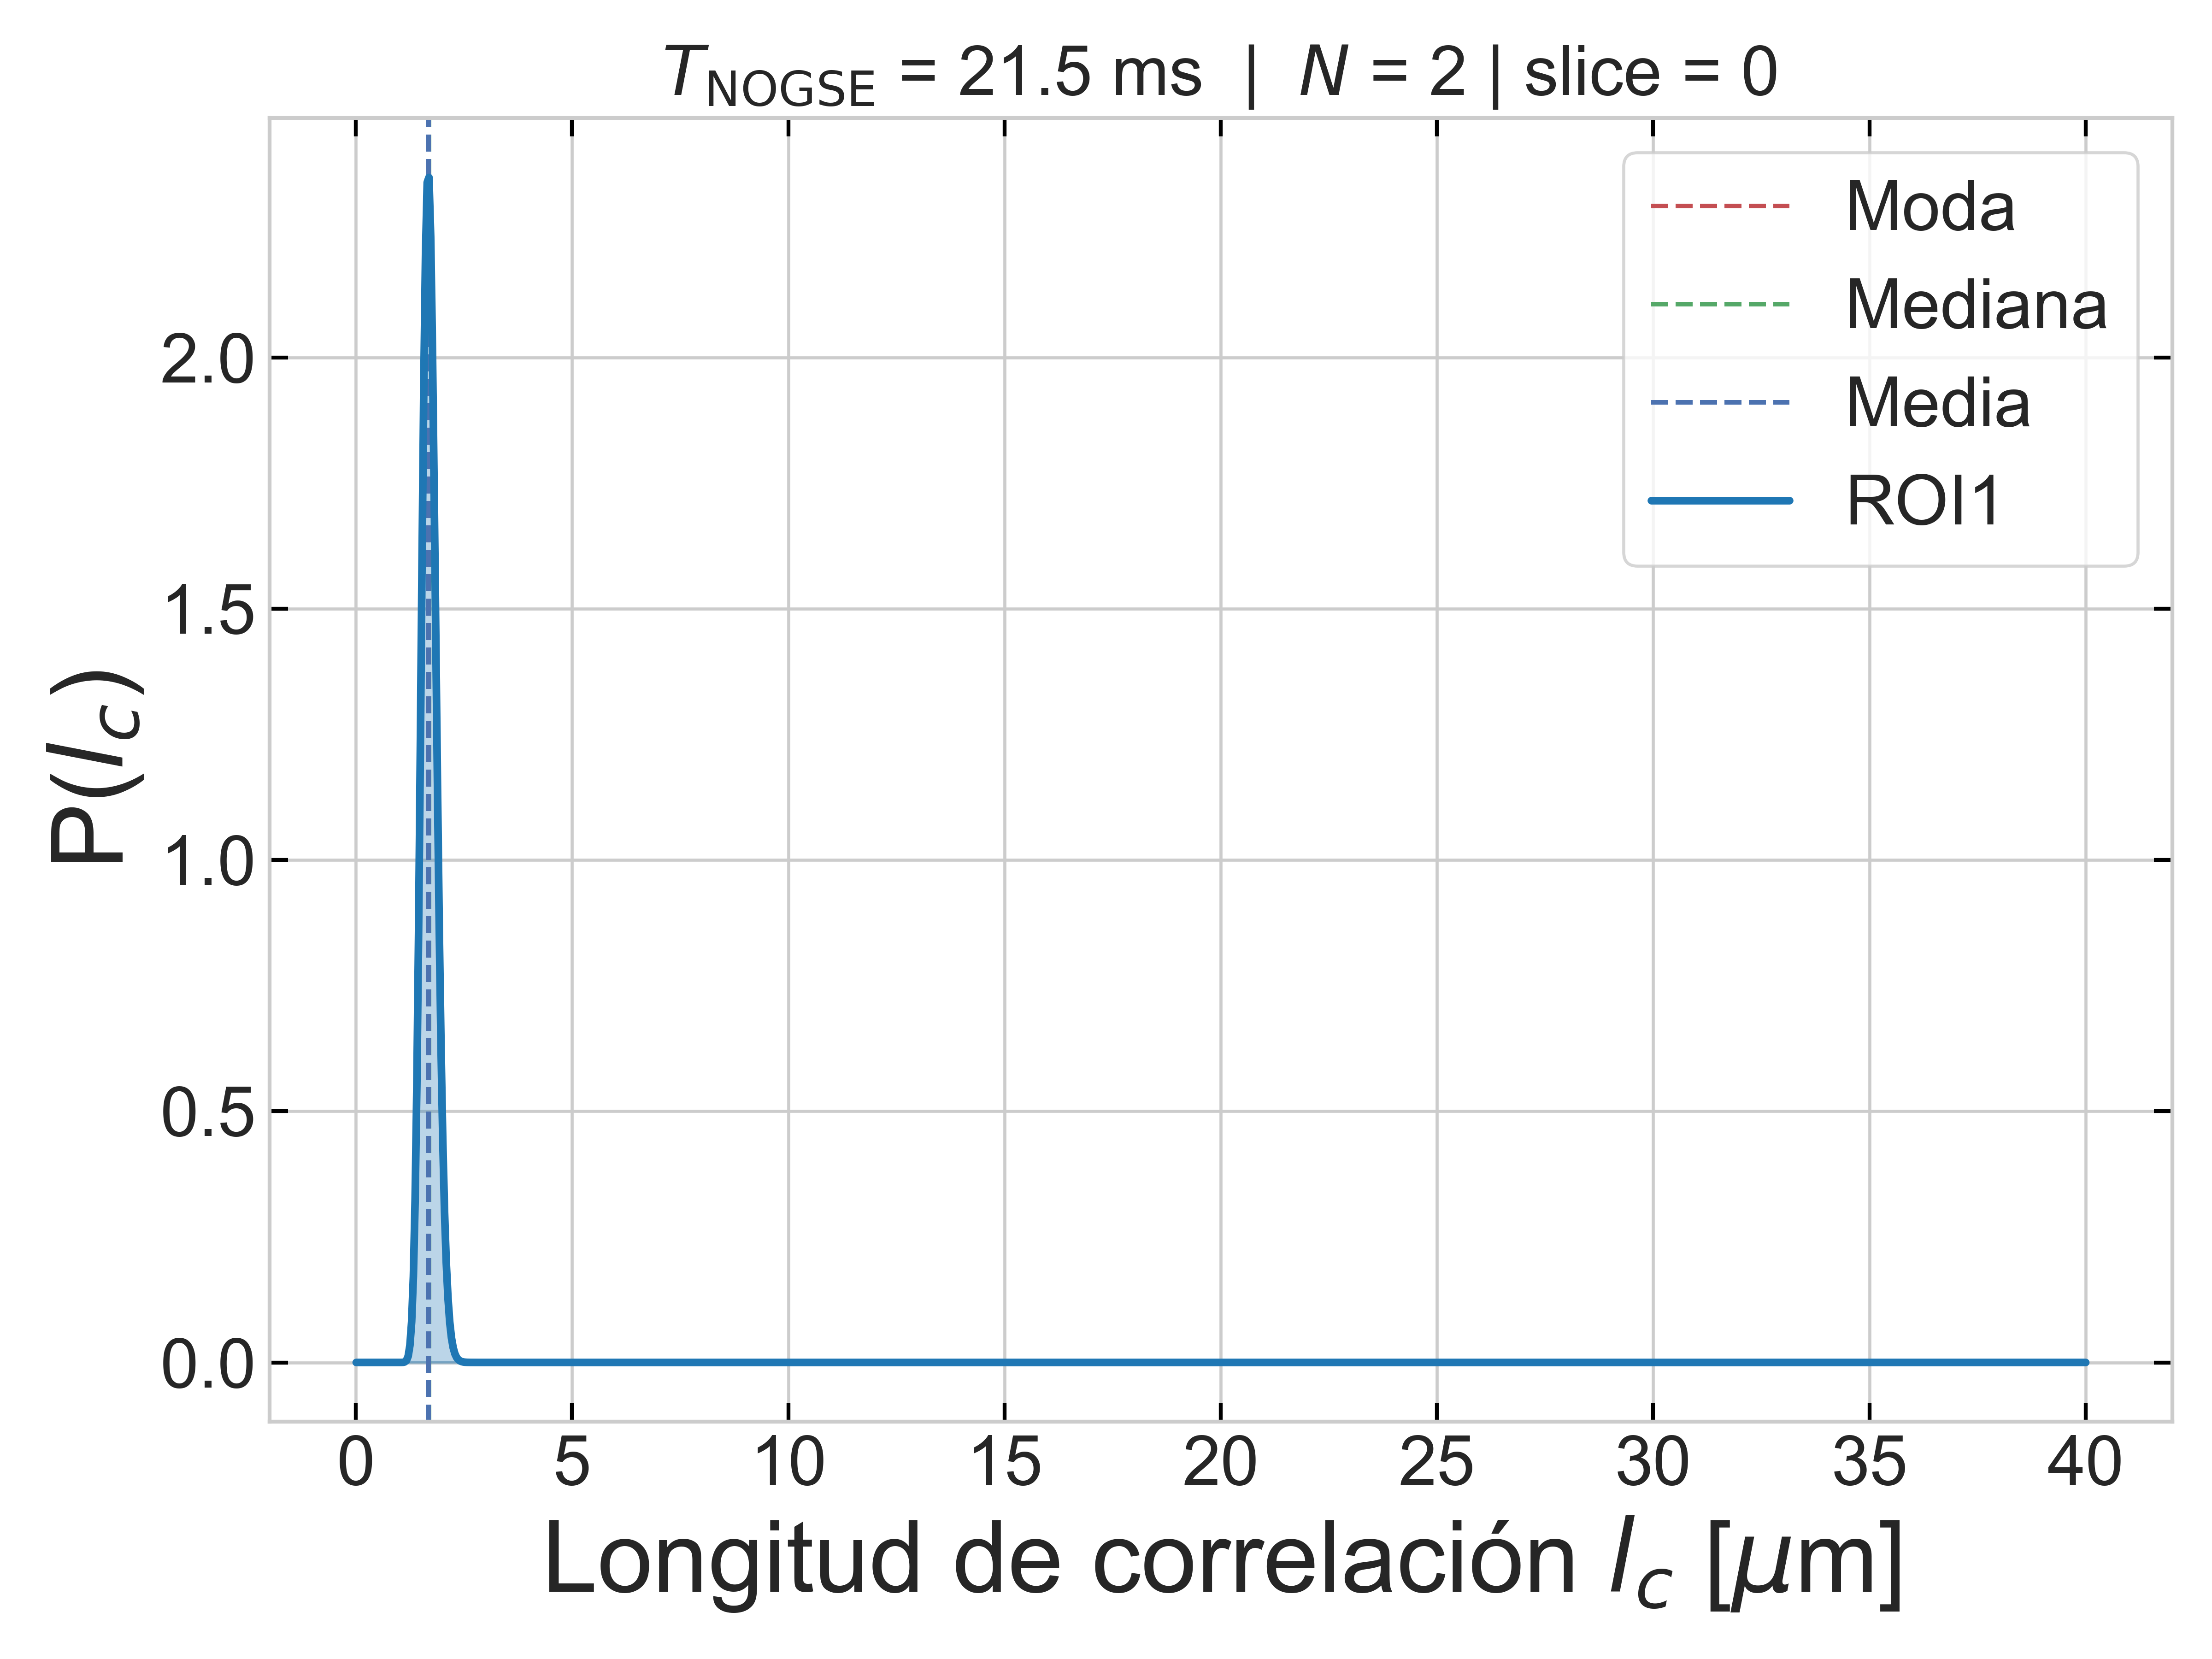 T_NOGSE = 21.5 ms | N = 2 | slice = 0
Moda
Mediana
Media
ROI1
P(l_c)
2.0
1.5
1.0
0.5
0.0
0 5 10 15 20 25 30 35 40
Longitud de correlación l_c [μm]